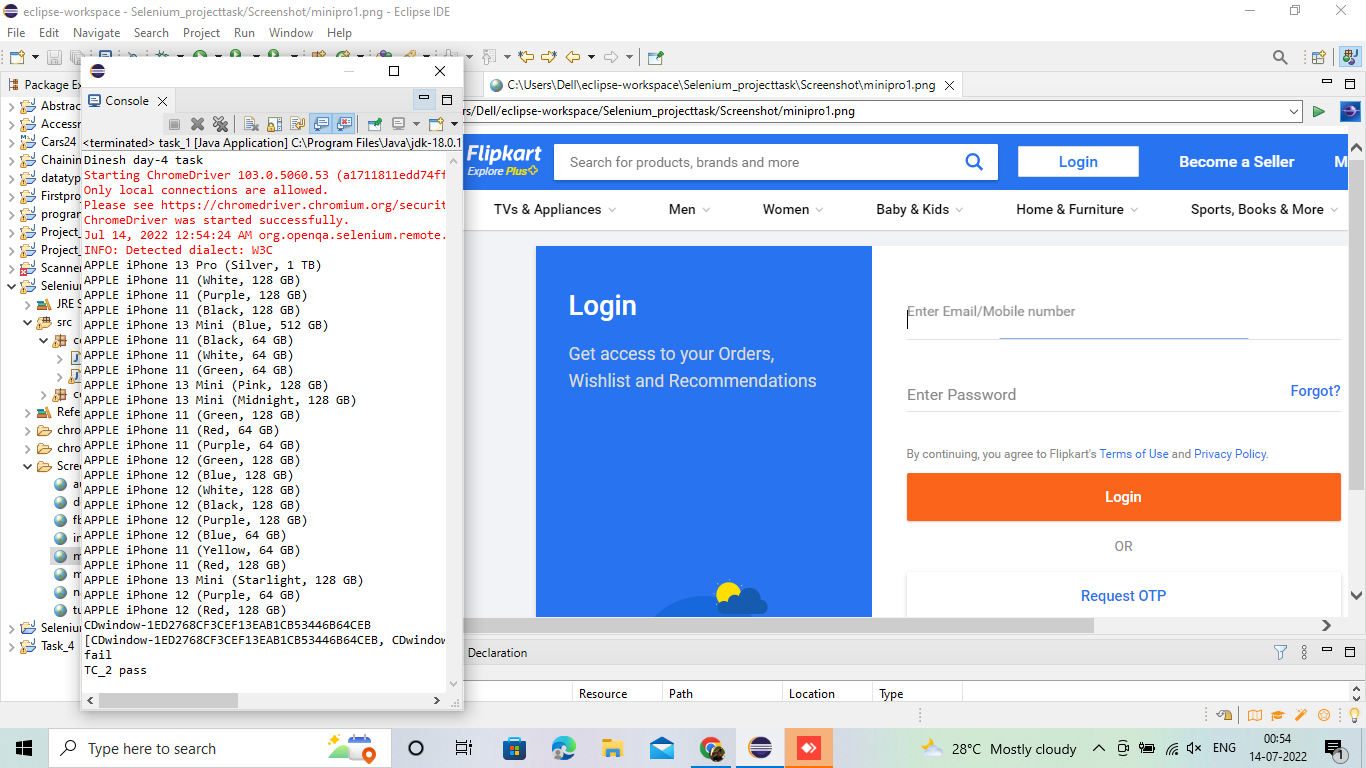 eclipse-workspace - Selenium_projecttask/Screenshot/minipro1.png - Eclipse IDE
File Edit Navigate Search Project Run Window Help
Package Ex
Abstrac
Accessr
Cars24
Chainin
datatyp
Firstpro
progran
Project_
Project_
Scanner
Seleniu
JRE S
src
Refe
chro
chro
Scre
Seleniu
Task_4
Console
<terminated> task_1 [Java Application] C:\Program Files\Java\jdk-18.0.1
Dinesh day-4 task
Starting ChromeDriver 103.0.5060.53 (a1711811edd74ff
Only local connections are allowed.
Please see https://chromedriver.chromium.org/securit
ChromeDriver was started successfully.
Jul 14, 2022 12:54:24 AM org.openqa.selenium.remote.
INFO: Detected dialect: W3C
APPLE iPhone 13 Pro (Silver, 1 TB)
APPLE iPhone 11 (White, 128 GB)
APPLE iPhone 11 (Purple, 128 GB)
APPLE iPhone 11 (Black, 128 GB)
APPLE iPhone 13 Mini (Blue, 512 GB)
APPLE iPhone 11 (Black, 64 GB)
APPLE iPhone 11 (White, 64 GB)
APPLE iPhone 11 (Green, 64 GB)
APPLE iPhone 13 Mini (Pink, 128 GB)
APPLE iPhone 13 Mini (Midnight, 128 GB)
APPLE iPhone 11 (Green, 128 GB)
APPLE iPhone 11 (Red, 64 GB)
APPLE iPhone 11 (Purple, 64 GB)
APPLE iPhone 12 (Green, 128 GB)
APPLE iPhone 12 (Blue, 128 GB)
APPLE iPhone 12 (White, 128 GB)
APPLE iPhone 12 (Black, 128 GB)
APPLE iPhone 12 (Purple, 128 GB)
APPLE iPhone 12 (Blue, 64 GB)
APPLE iPhone 11 (Yellow, 64 GB)
APPLE iPhone 11 (Red, 128 GB)
APPLE iPhone 13 Mini (Starlight, 128 GB)
APPLE iPhone 12 (Purple, 64 GB)
APPLE iPhone 12 (Red, 128 GB)
CDwindow-1ED2768CF3CEF13EAB1CB53446B64CEB
[CDwindow-1ED2768CF3CEF13EAB1CB53446B64CEB, CDwindow
fail
TC_2 pass
C:\Users\Dell\eclipse-workspace\Selenium_projecttask\Screenshot\minipro1.png
rs/Dell/eclipse-workspace/Selenium_projecttask/Screenshot/minipro1.png
Flipkart
Explore Plus
Search for products, brands and more
Login
Become a Seller
M
TVs & Appliances Men Women Baby & Kids Home & Furniture Sports, Books & More
Login
Get access to your Orders,
Wishlist and Recommendations
Enter Email/Mobile number
Enter Password
Forgot?
By continuing, you agree to Flipkart's Terms of Use and Privacy Policy.
Login
OR
Request OTP
Declaration
Resource Path Location Type
Type here to search
28°C Mostly cloudy
ENG
00:54
14-07-2022
1